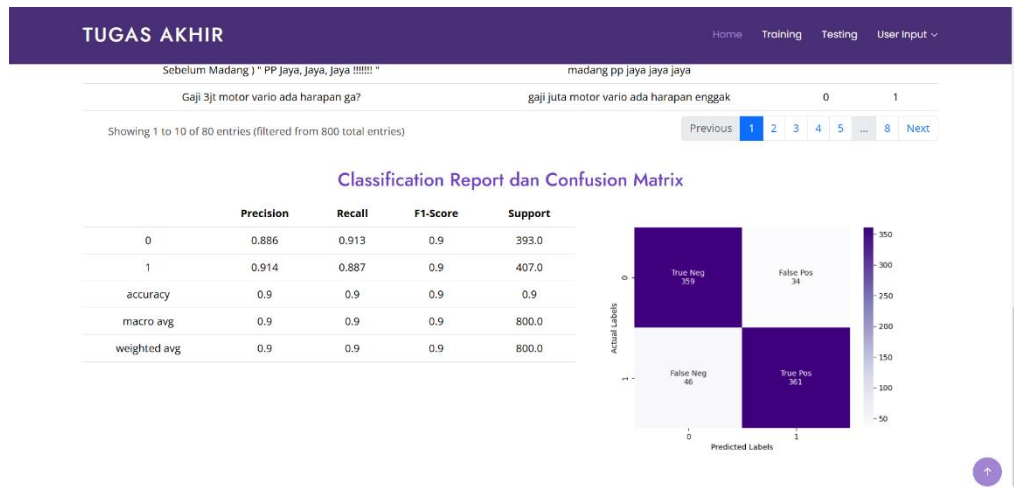 TUGAS AKHIR Home Training Testing User Input
Sebelum Madang ) " PP Jaya, Jaya, Jaya !!!!!!! " madang pp jaya jaya jaya
Gaji 3jt motor vario ada harapan ga? gaji juta motor vario ada harapan enggak 0 1
Showing 1 to 10 of 80 entries (filtered from 800 total entries) Previous 1 2 3 4 5 ... 8 Next
Classification Report dan Confusion Matrix
Precision Recall F1-Score Support
0 0.886 0.913 0.9 393.0
1 0.914 0.887 0.9 407.0
accuracy 0.9 0.9 0.9 0.9
macro avg 0.9 0.9 0.9 800.0
weighted avg 0.9 0.9 0.9 800.0
Actual Labels
0
1
True Neg
359
False Pos
34
False Neg
46
True Pos
361
0 1
Predicted Labels
350
300
250
200
150
100
50